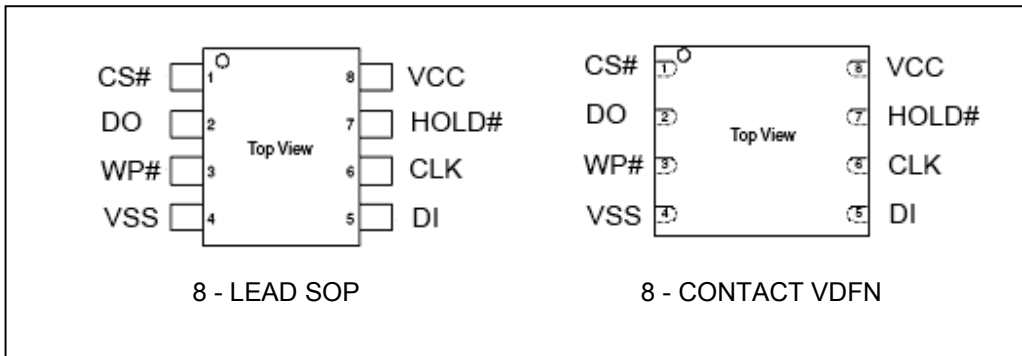 CS# 1 8 VCC
DO 2 7 HOLD#
Top View
WP# 3 6 CLK
VSS 4 5 DI
8 - LEAD SOP
CS# 1 8 VCC
DO 2 7 HOLD#
Top View
WP# 3 6 CLK
VSS 4 5 DI
8 - CONTACT VDFN